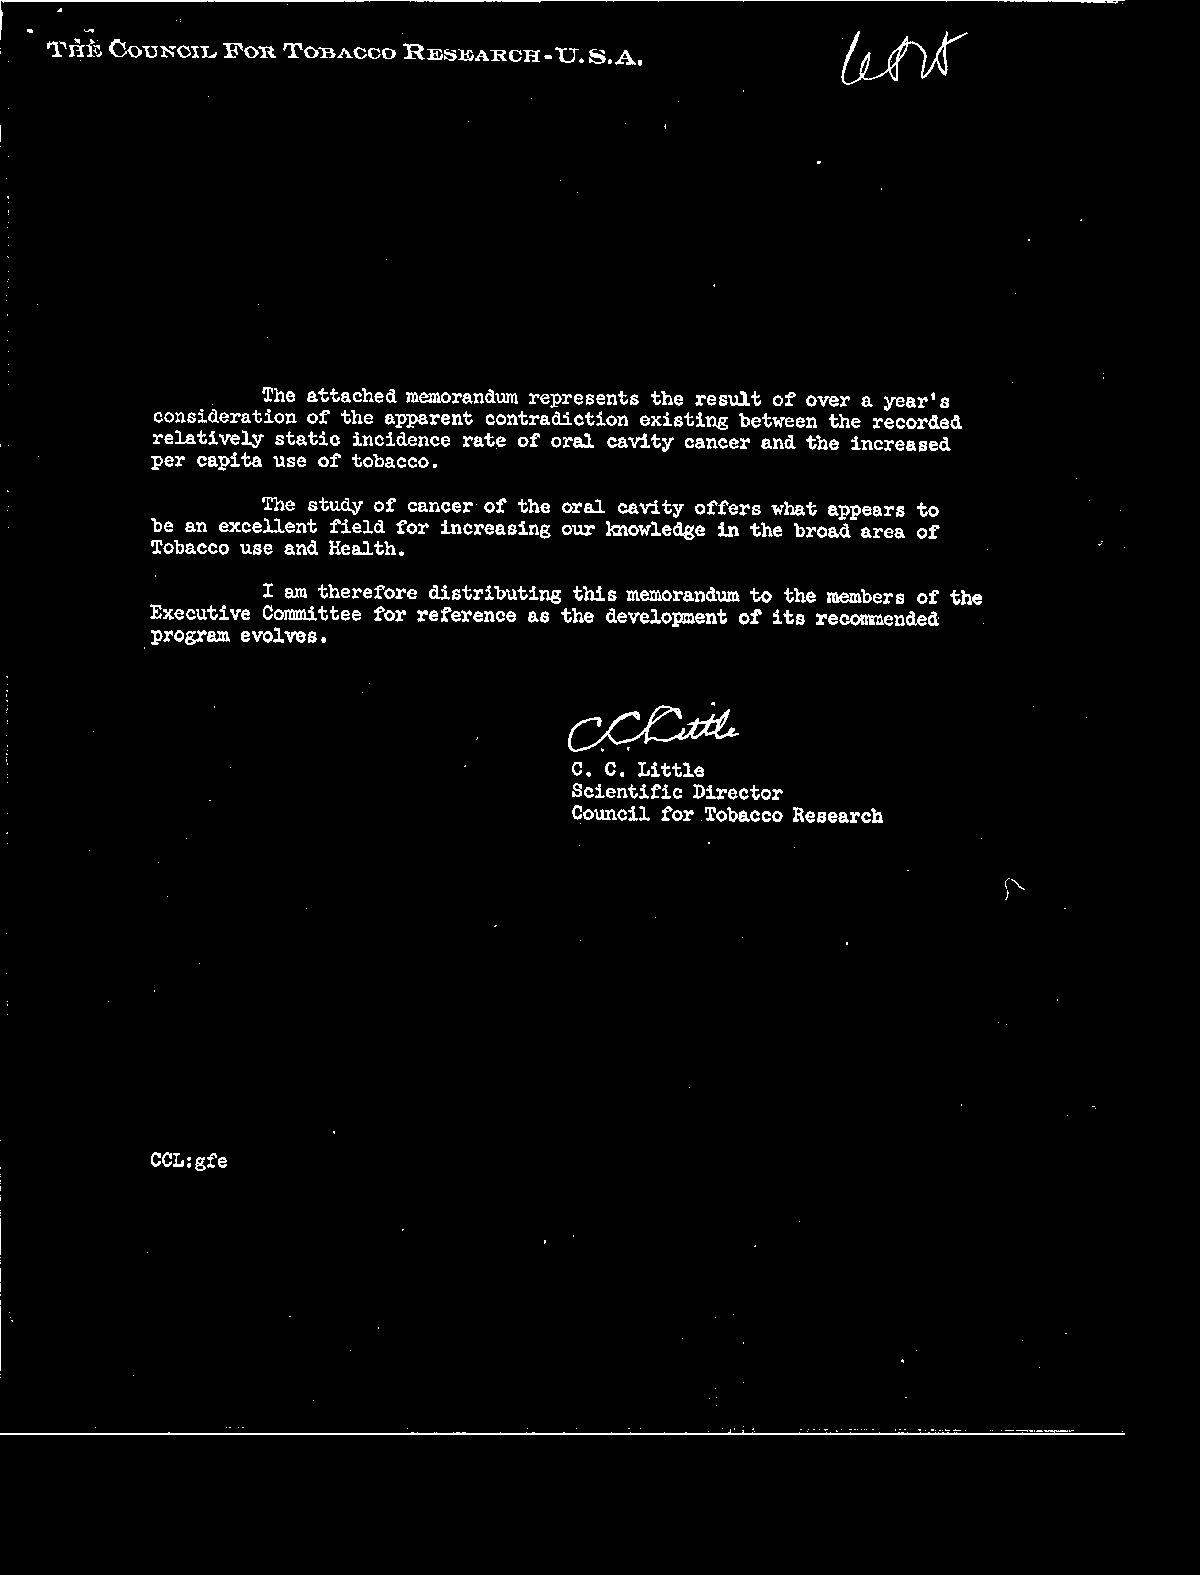 THE COUNCIL FOR TOBACCO RESEARCH-U.S.A.
The attached memorandum represents the result of over a year's
consideration of the apparent contradiction existing between the recorded
relatively static incidence rate of oral cavity cancer and the increased
per capita use of tobacco.
The study of cancer of the oral cavity offers what appears to
be an excellent field for increasing our knowledge in the broad area of
Tobacco use and Health.
I am therefore distributing this memorandum to the members of the
Executive Committee for reference as the development of its recommended
program evolves.
C C Little
C. C. Little
Scientific Director
Council for Tobacco Research
CCL:gfe